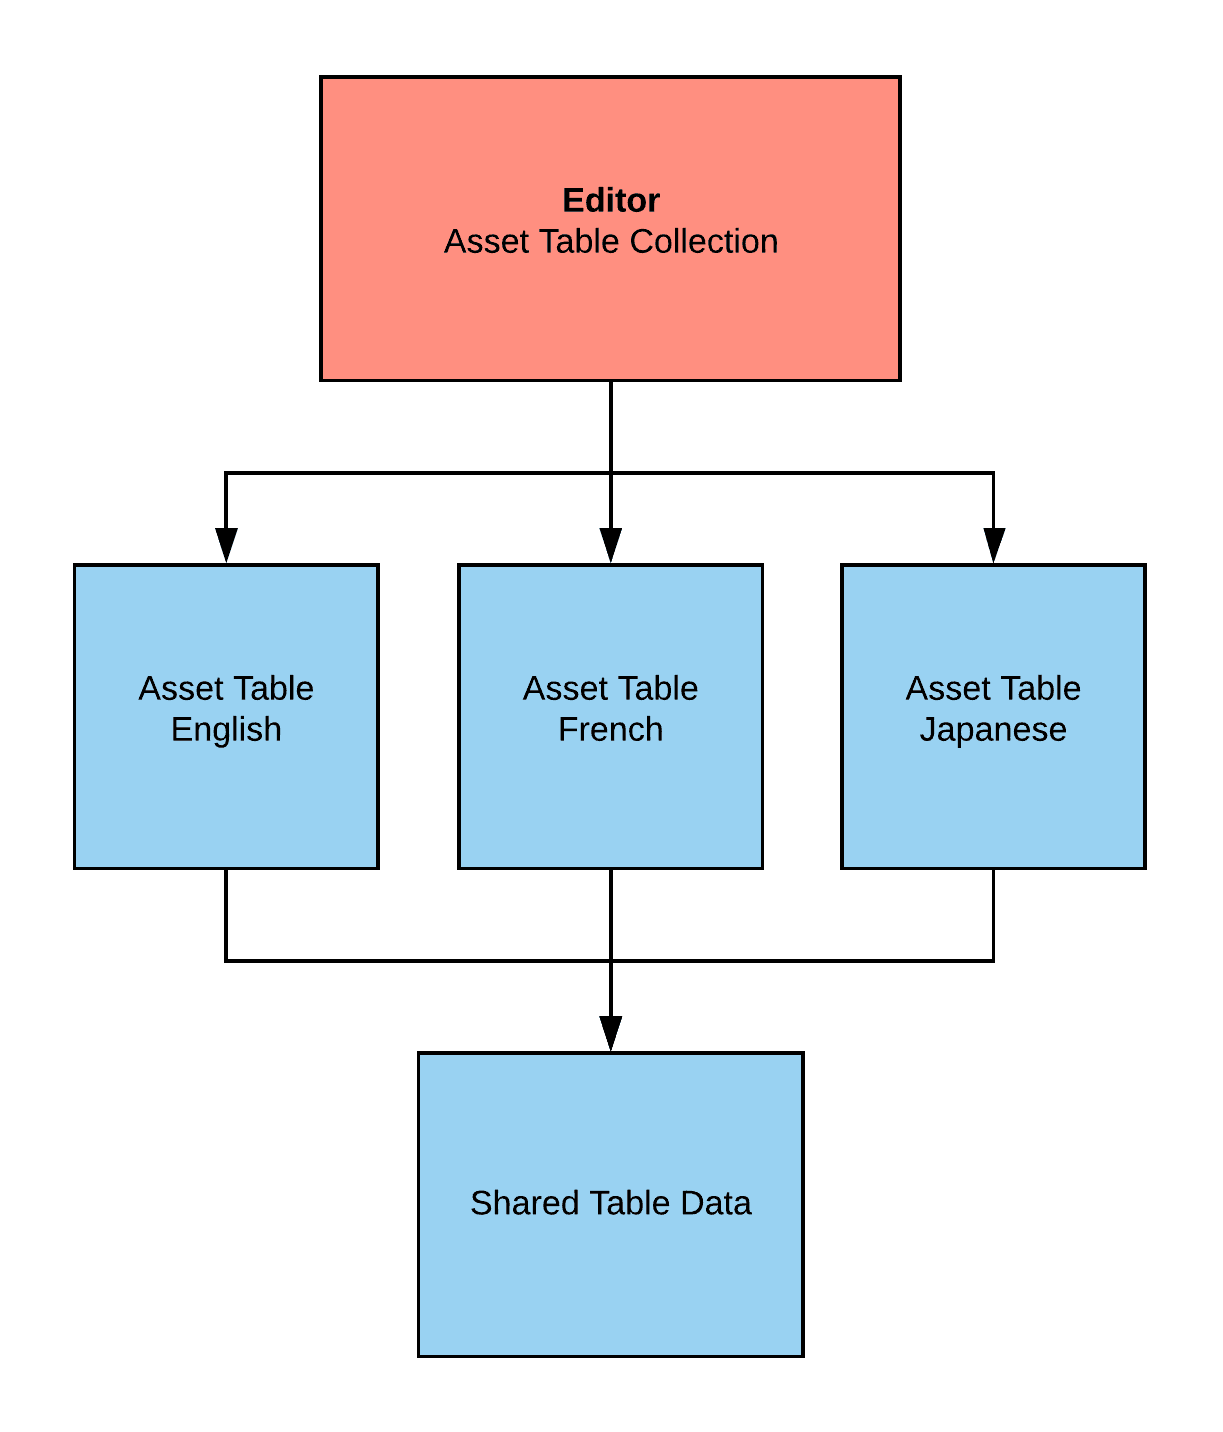 Editor
Asset Table Collection
Asset Table
English
Asset Table
French
Asset Table
Japanese
Shared Table Data